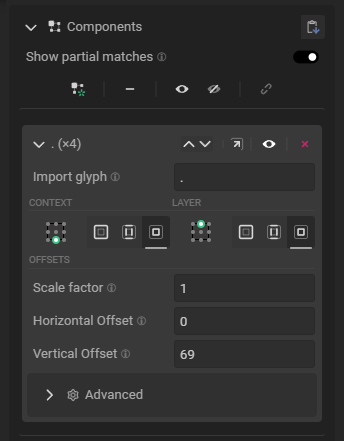 Components
Show partial matches
. (×4)
Import glyph .
CONTEXT LAYER
OFFSETS
Scale factor 1
Horizontal Offset 0
Vertical Offset 69
Advanced